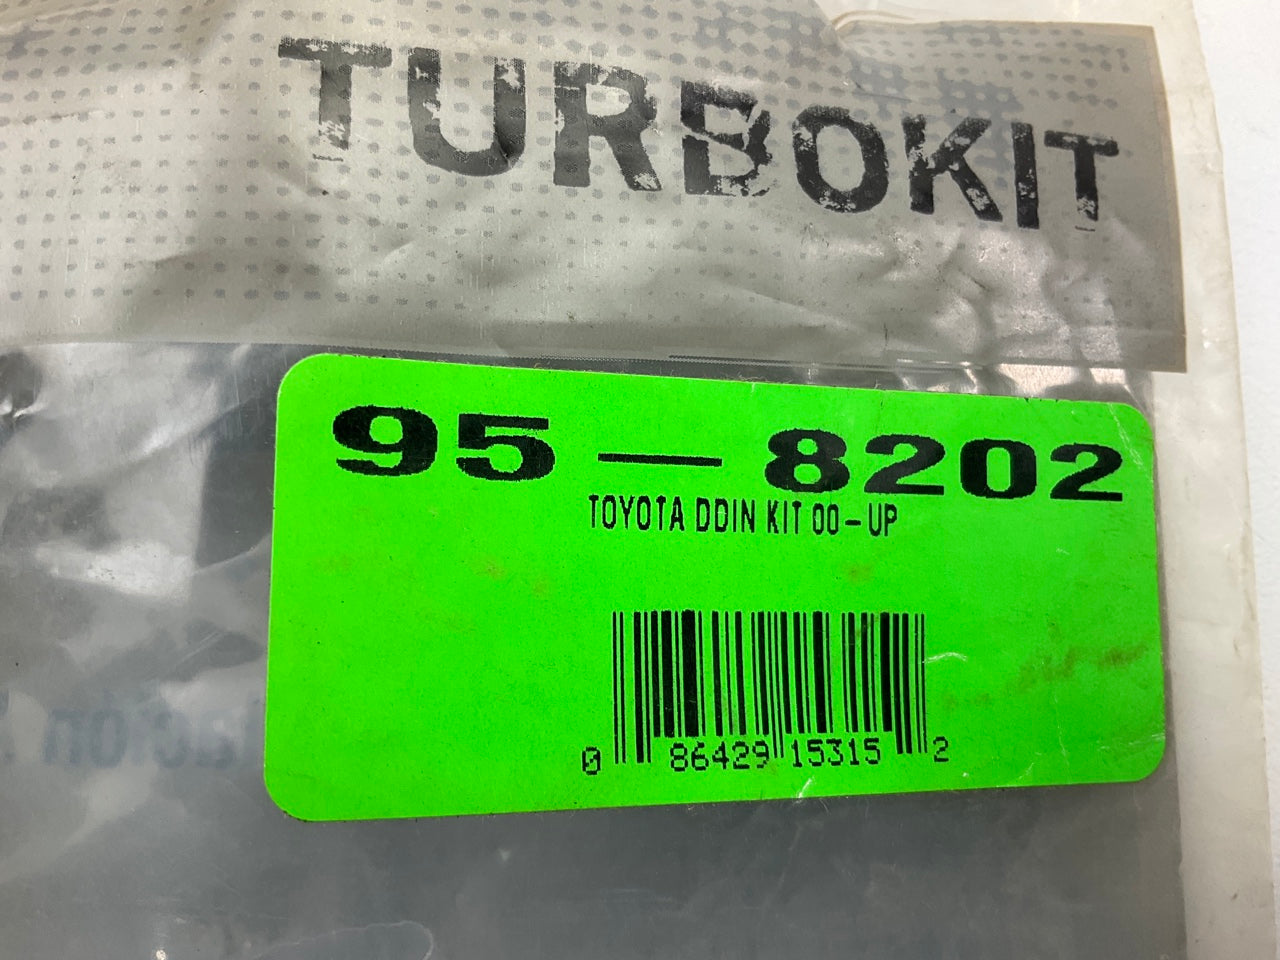 TURBOKIT
95-8202
TOYOTA DDIN KIT 00-UP
0 86429 15315 2